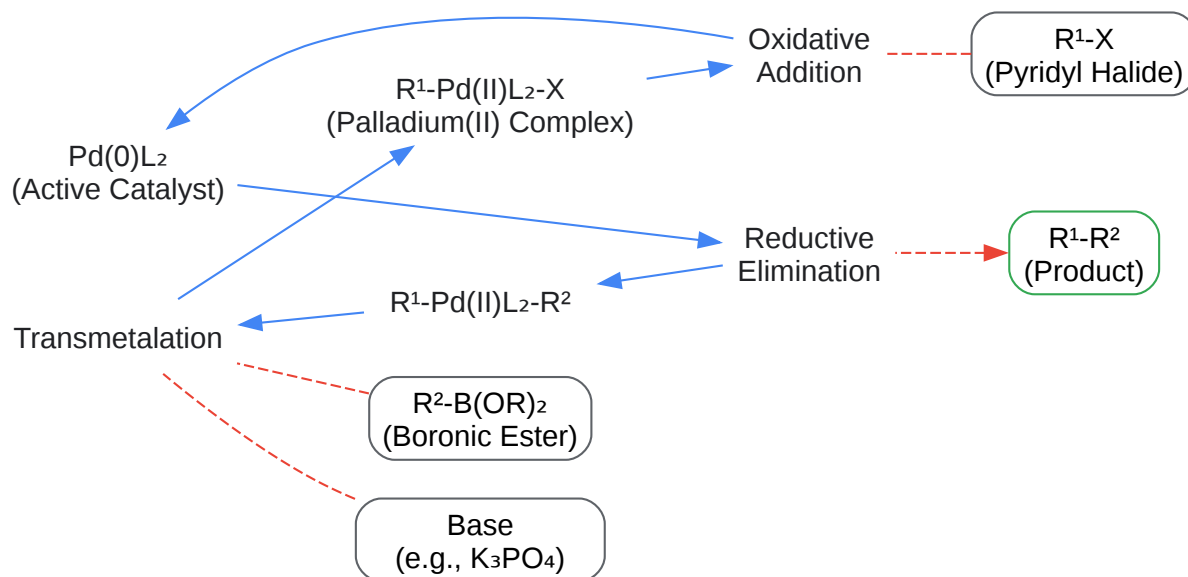 Oxidative
Addition
R¹-X
(Pyridyl Halide)
R¹-Pd(II)L₂-X
(Palladium(II) Complex)
Pd(0)L₂
(Active Catalyst)
Reductive
Elimination
R¹-R²
(Product)
R¹-Pd(II)L₂-R²
Transmetalation
R²-B(OR)₂
(Boronic Ester)
Base
(e.g., K₃PO₄)